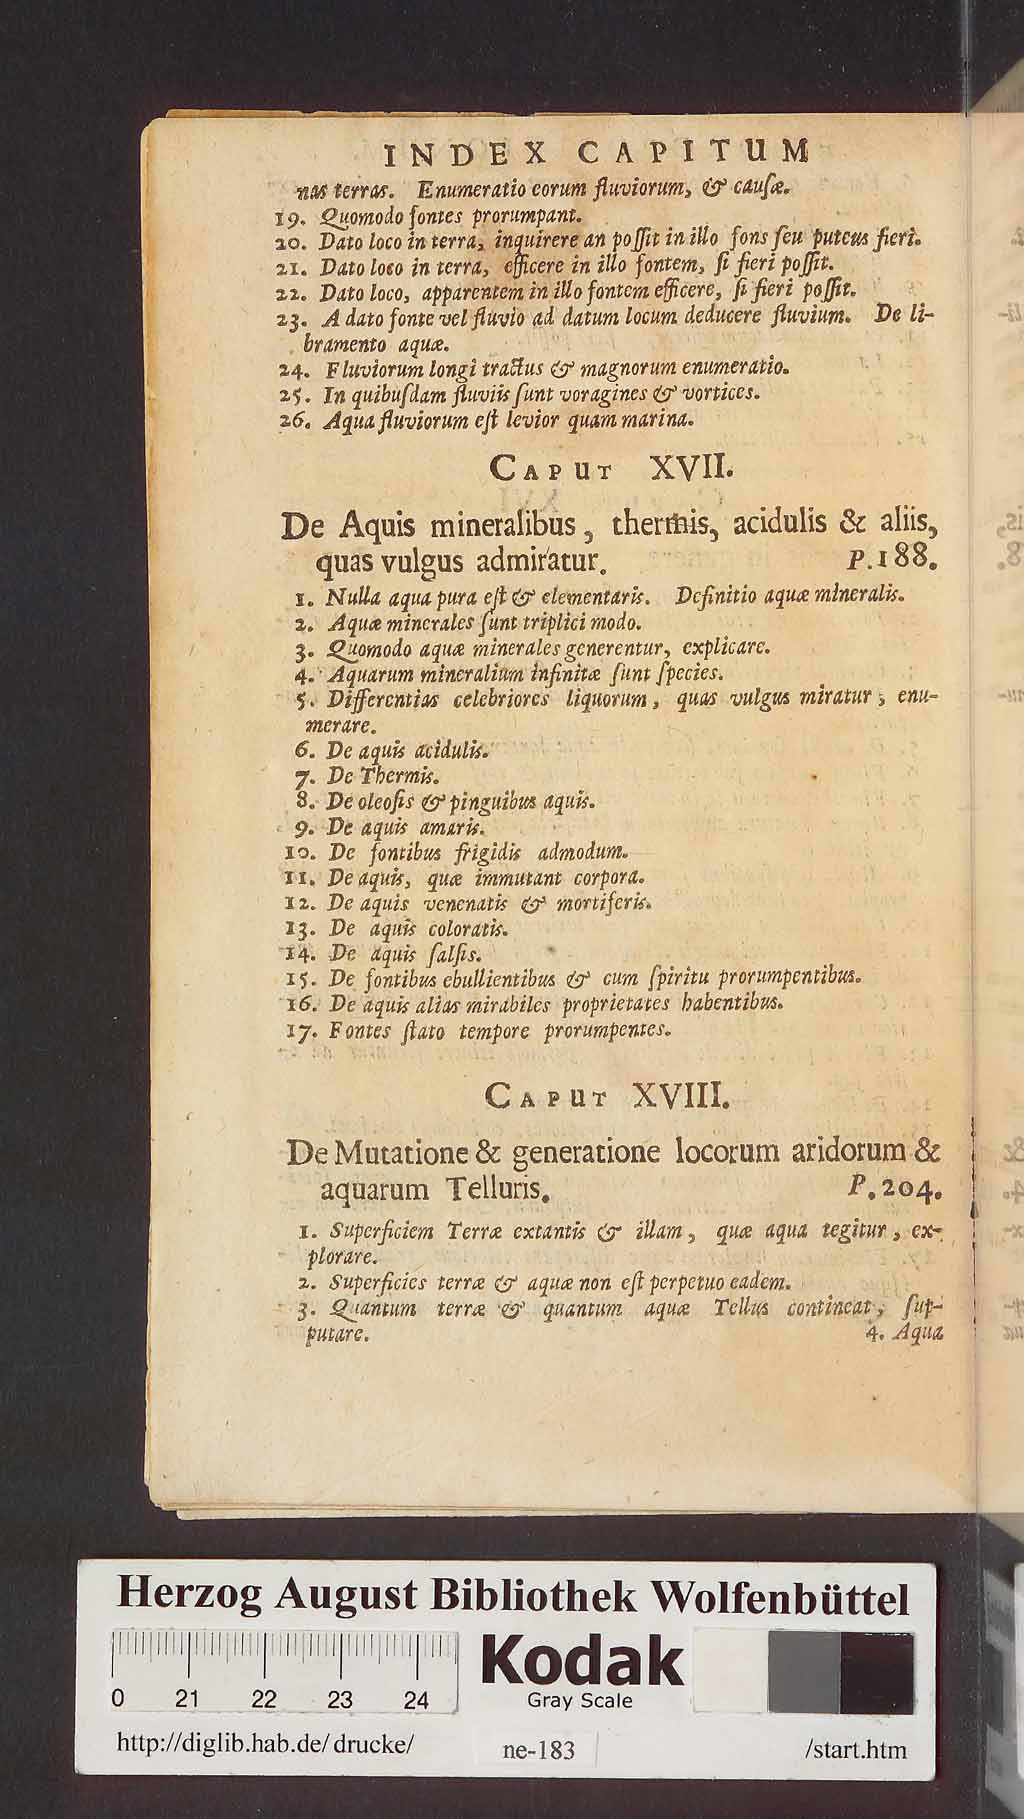 INDEX CAPITUM
nas terras. Enumeratio eorum fluviorum, & cauſæ.
19. Quomodo fontes prorumpant.
20. Dato loco in terra, inquirere an poſſit in illo fons ſeu puteus fieri.
21. Dato loco in terra, efficere in illo fontem, ſi fieri poſſit.
22. Dato loco, apparentem in illo fontem efficere, ſi fieri poſſit.
23. A dato fonte vel fluvio ad datum locum deducere fluvium. De li-
bramento aquæ.
24. Fluviorum longi tractus & magnorum enumeratio.
25. In quibuſdam fluviis ſunt voragines & vortices.
26. Aqua fluviorum eſt levior quam marina.
CAPUT XVII.
De Aquis mineralibus, thermis, acidulis & aliis,
quas vulgus admiratur. P. 188.
1. Nulla aqua pura eſt & elementaris. Definitio aquæ mineralis.
2. Aquæ minerales ſunt triplici modo.
3. Quomodo aquæ minerales generentur, explicare.
4. Aquarum mineralium infinitæ ſunt ſpecies.
5. Differentias celebriores liquorum, quas vulgus miratur, enu-
merare.
6. De aquis acidulis.
7. De Thermis.
8. De oleoſis & pinguibus aquis.
9. De aquis amaris.
10. De fontibus frigidis admodum.
11. De aquis, quæ immutant corpora.
12. De aquis venenatis & mortiferis.
13. De aquis coloratis.
14. De aquis ſalſis.
15. De fontibus ebullientibus & cum ſpiritu prorumpentibus.
16. De aquis alias mirabiles proprietates habentibus.
17. Fontes ſtato tempore prorumpentes.
CAPUT XVIII.
De Mutatione & generatione locorum aridorum &
aquarum Telluris. P. 204.
1. Superficiem Terræ extantis & illam, quæ aqua tegitur, ex-
plorare.
2. Superficies terræ & aquæ non eſt perpetuo eadem.
3. Quantum terræ & quantum aquæ Tellus contineat, ſup-
putare. 4. Aqua
Herzog August Bibliothek Wolfenbüttel
0 21 22 23 24
Kodak
Gray Scale
http://diglib.hab.de/drucke/ ne-183 /start.htm